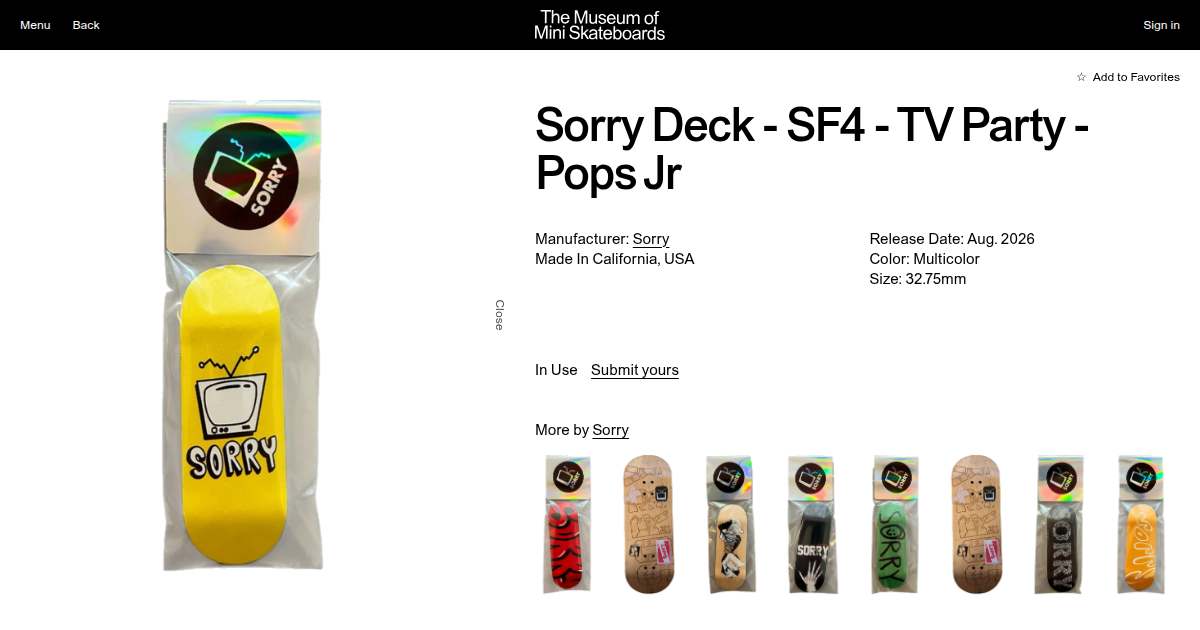 Menu
Back
The Museum of
Mini Skateboards
Sign in
☆ Add to Favorites
SORRY
SORRY
Close
Sorry Deck - SF4 - TV Party -
Pops Jr
Manufacturer: Sorry
Made In California, USA
Release Date: Aug. 2026
Color: Multicolor
Size: 32.75mm
In Use
Submit yours
More by Sorry
SORRY
SORRY
SORRY